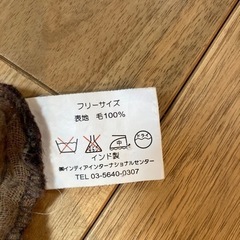 フリーサイズ
表地 毛100%
ドライ
インド製
㈱インディアインターナショナルセンター
TEL 03-5640-0307